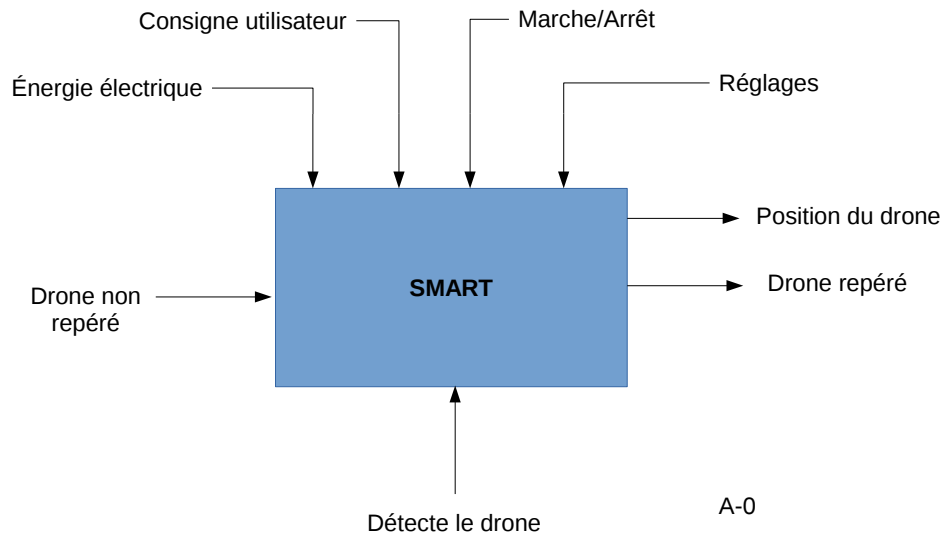 Consigne utilisateur
Marche/Arrêt
Énergie électrique
Réglages
Position du drone
SMART
Drone repéré
Drone non
repéré
A-0
Détecte le drone